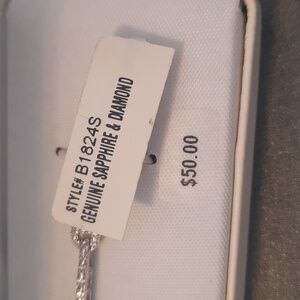 STYLE# B1824S
GENUINE SAPPHIRE & DIAMOND
$50.00